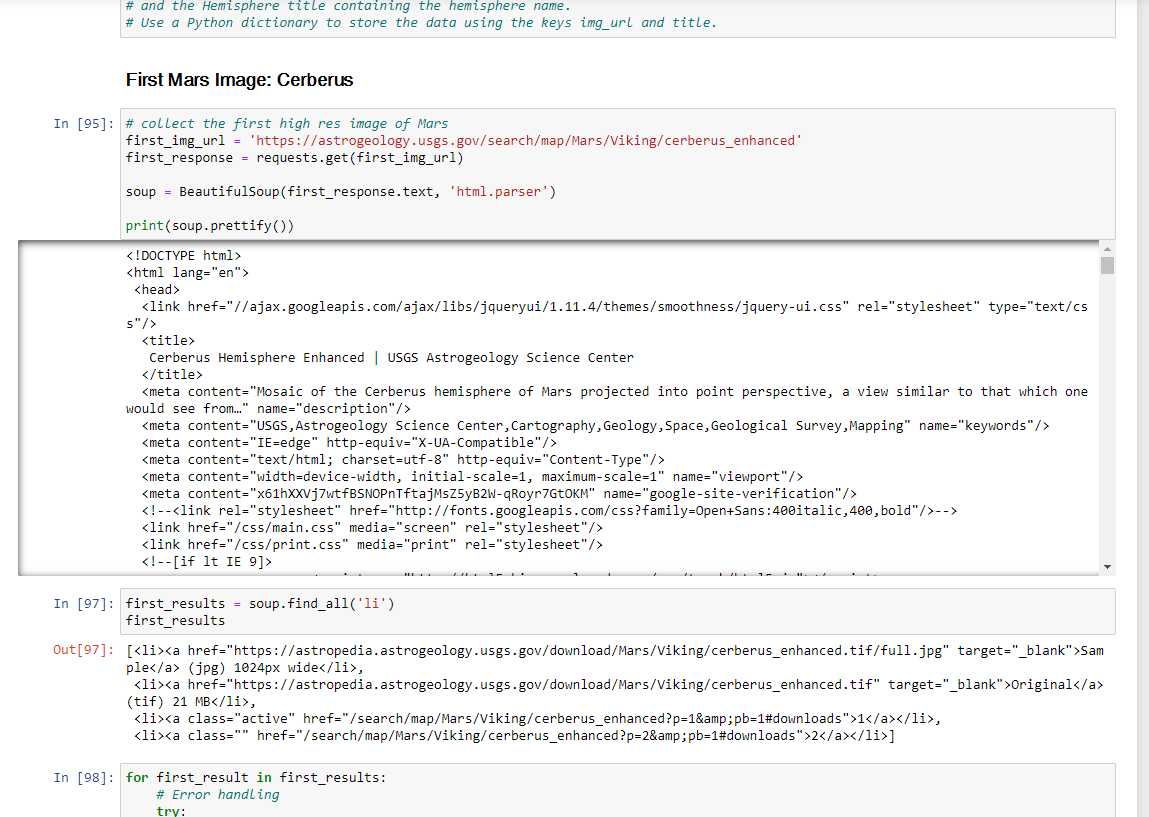 # and the Hemisphere title containing the hemisphere name.
# Use a Python dictionary to store the data using the keys img_url and title.
First Mars Image: Cerberus
In [95]: # collect the first high res image of Mars
first_img_url = 'https://astrogeology.usgs.gov/search/map/Mars/Viking/cerberus_enhanced'
first_response = requests.get(first_img_url)
soup = BeautifulSoup(first_response.text, 'html.parser')
print(soup.prettify())
<!DOCTYPE html>
<html lang="en">
<head>
<link href="//ajax.googleapis.com/ajax/libs/jqueryui/1.11.4/themes/smoothness/jquery-ui.css" rel="stylesheet" type="text/cs
s"/>
<title>
Cerberus Hemisphere Enhanced | USGS Astrogeology Science Center
</title>
<meta content="Mosaic of the Cerberus hemisphere of Mars projected into point perspective, a view similar to that which one
would see from…" name="description"/>
<meta content="USGS,Astrogeology Science Center,Cartography,Geology,Space,Geological Survey,Mapping" name="keywords"/>
<meta content="IE=edge" http-equiv="X-UA-Compatible"/>
<meta content="text/html; charset=utf-8" http-equiv="Content-Type"/>
<meta content="width=device-width, initial-scale=1, maximum-scale=1" name="viewport"/>
<meta content="x61hXXVj7wtfBSNOPnTftajMsZ5yB2W-qRoyr7GtOKM" name="google-site-verification"/>
<!--<link rel="stylesheet" href="http://fonts.googleapis.com/css?family=Open+Sans:400italic,400,bold"/>-->
<link href="/css/main.css" media="screen" rel="stylesheet"/>
<link href="/css/print.css" media="print" rel="stylesheet"/>
<!--[if lt IE 9]>
In [97]: first_results = soup.find_all('li')
first_results
Out[97]: [<li><a href="https://astropedia.astrogeology.usgs.gov/download/Mars/Viking/cerberus_enhanced.tif/full.jpg" target="_blank">Sam
ple</a> (jpg) 1024px wide</li>,
<li><a href="https://astropedia.astrogeology.usgs.gov/download/Mars/Viking/cerberus_enhanced.tif" target="_blank">Original</a>
(tif) 21 MB</li>,
<li><a class="active" href="/search/map/Mars/Viking/cerberus_enhanced?p=1&amp;pb=1#downloads">1</a></li>,
<li><a class="" href="/search/map/Mars/Viking/cerberus_enhanced?p=2&amp;pb=1#downloads">2</a></li>]
In [98]: for first_result in first_results:
# Error handling
try: